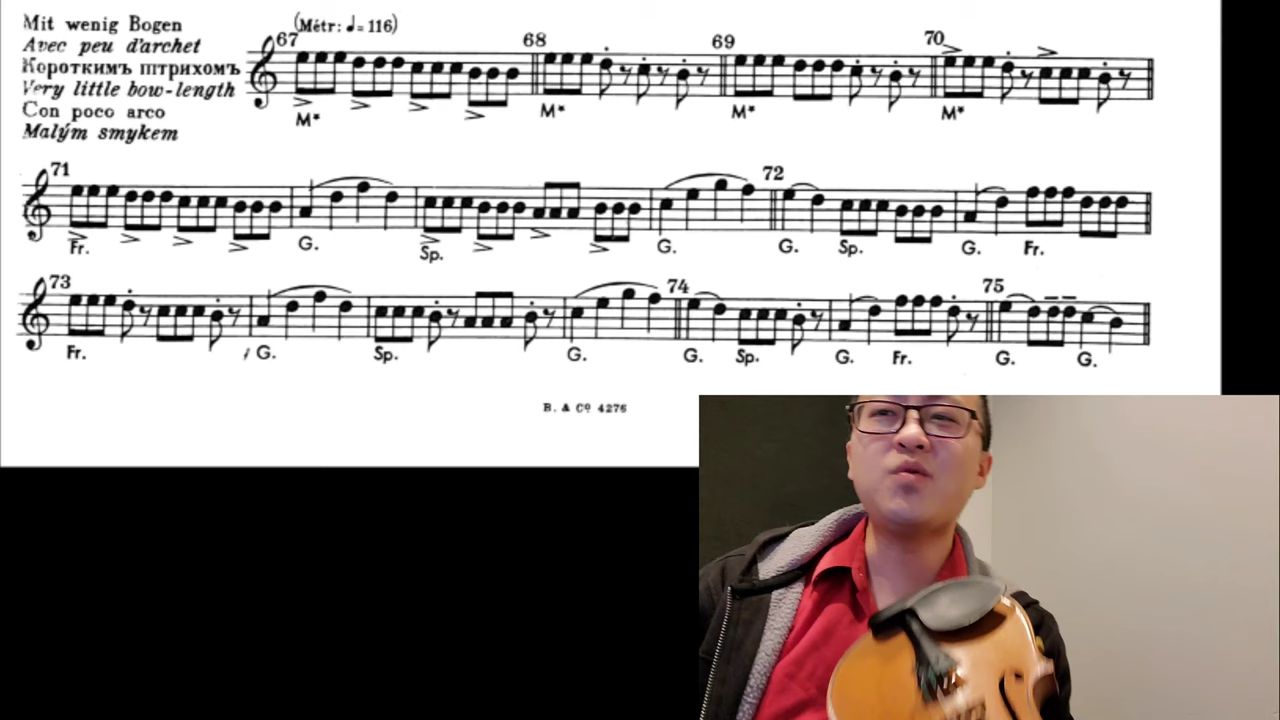 Mit wenig Bogen
Avec peu d'archet
Короткимъ штрихомъ
Very little bow-length
Con poco arco
Malým smykem
(Métr: ♩= 116)
67 68 69 70
M* M* M* M*
71 72
Fr. G. Sp. G. G. Sp. G. Fr.
73 74 75
Fr. G. Sp. G. G. Sp. G. Fr. G. G.
B. & Cº 4276